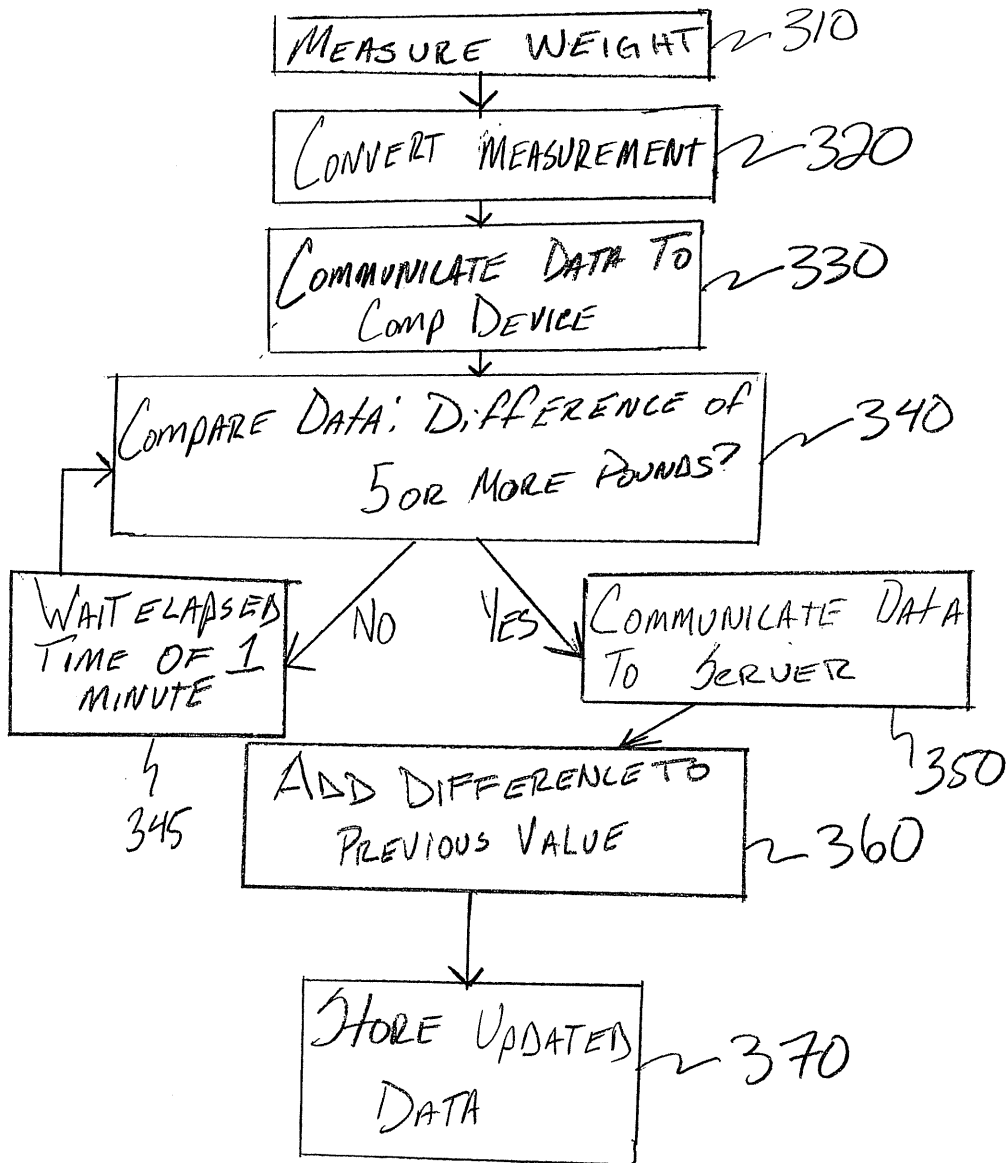 MEASURE WEIGHT 310
CONVERT MEASUREMENT 320
COMMUNICATE DATA TO
COMP DEVICE
330
COMPARE DATA: DIFFERENCE OF
5 OR MORE POUNDS?
340
NO
YES
WAIT ELAPSED
TIME OF 1
MINUTE
345
COMMUNICATE DATA
TO SERVER
350
ADD DIFFERENCE TO
PREVIOUS VALUE
360
STORE UPDATED
DATA
370